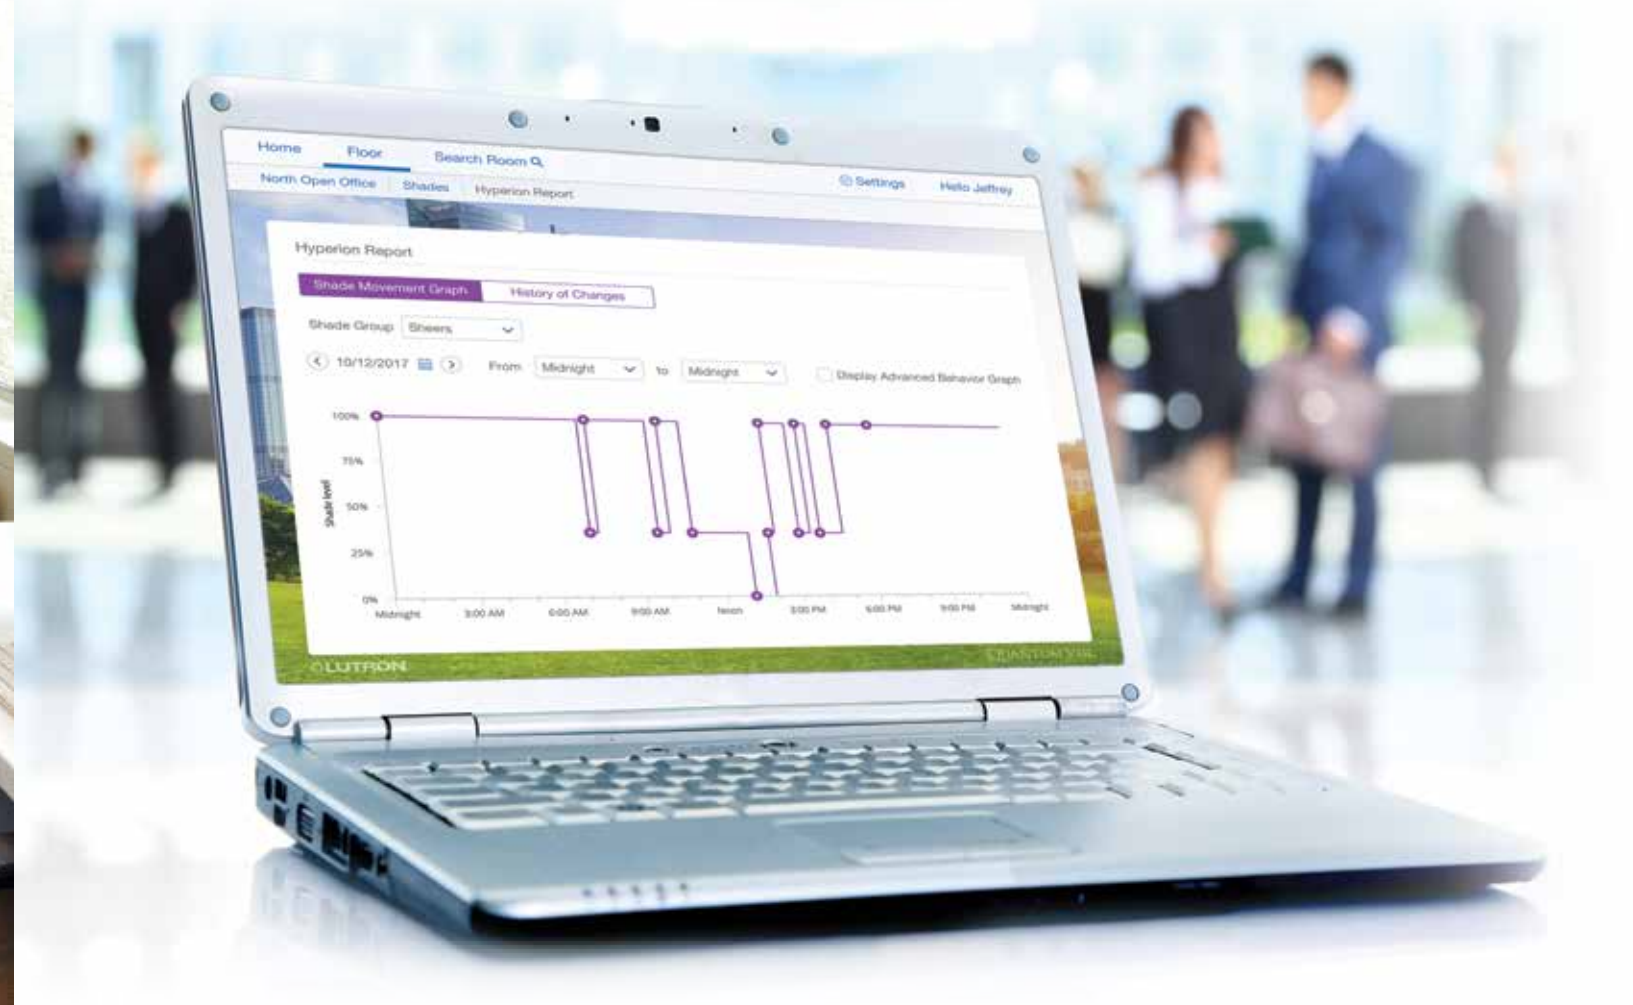 Home Floor Search Room Settings Hello Jeffrey
North Open Office Shades Hyperion Report
Hyperion Report
Shade Movement Graph History of Changes
Shade Group Sheers
10/12/2017 From Midnight to Midnight Display Advanced Behavior Graph
100%
75%
50%
25%
0%
Shade level
Midnight 3:00 AM 6:00 AM 9:00 AM Noon 3:00 PM 6:00 PM 9:00 PM Midnight
LUTRON QUANTUM VUE